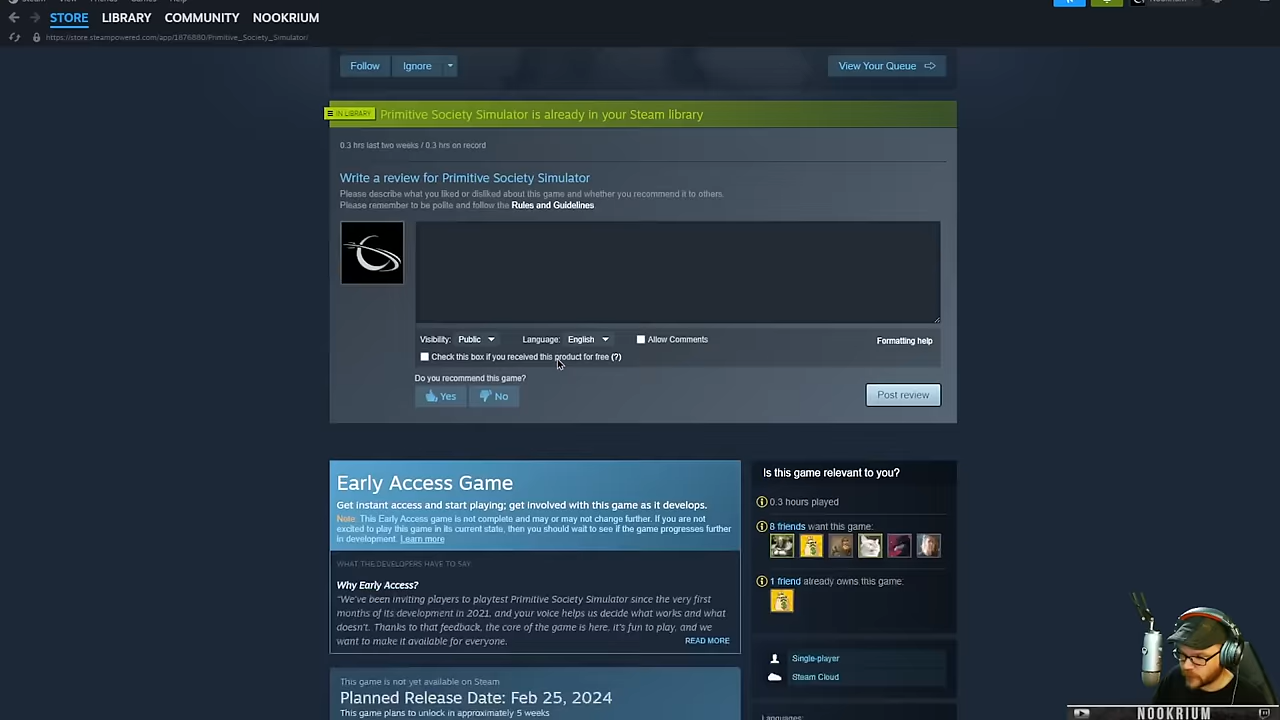 STORE LIBRARY COMMUNITY NOOKRIUM
https://store.steampowered.com/app/1876880/Primitive_Society_Simulator/
Follow Ignore View Your Queue
IN LIBRARY Primitive Society Simulator is already in your Steam library
0.3 hrs last two weeks / 0.3 hrs on record
Write a review for Primitive Society Simulator
Please describe what you liked or disliked about this game and whether you recommend it to others.
Please remember to be polite and follow the Rules and Guidelines
Visibility: Public Language: English Allow Comments Formatting help
Check this box if you received this product for free (?)
Do you recommend this game?
Yes No Post review
Early Access Game
Get instant access and start playing; get involved with this game as it develops.
Note: This Early Access game is not complete and may or may not change further. If you are
not excited to play this game in its current state, then you should wait to see if the game progresses further
in development. Learn more
WHAT THE DEVELOPERS HAVE TO SAY:
Why Early Access?
"We've been inviting players to playtest Primitive Society Simulator since the very first
months of its development in 2021, and your voice helps us decide what works and what
doesn't. Thanks to that feedback, the core of the game is here, it's fun to play, and we
want to make it available for everyone.
READ MORE
This game is not yet available on Steam
Planned Release Date: Feb 25, 2024
This game plans to unlock in approximately 5 weeks
Is this game relevant to you?
0.3 hours played
8 friends want this game:
1 friend already owns this game:
Single-player
Steam Cloud
Languages:
NOOKRIUM